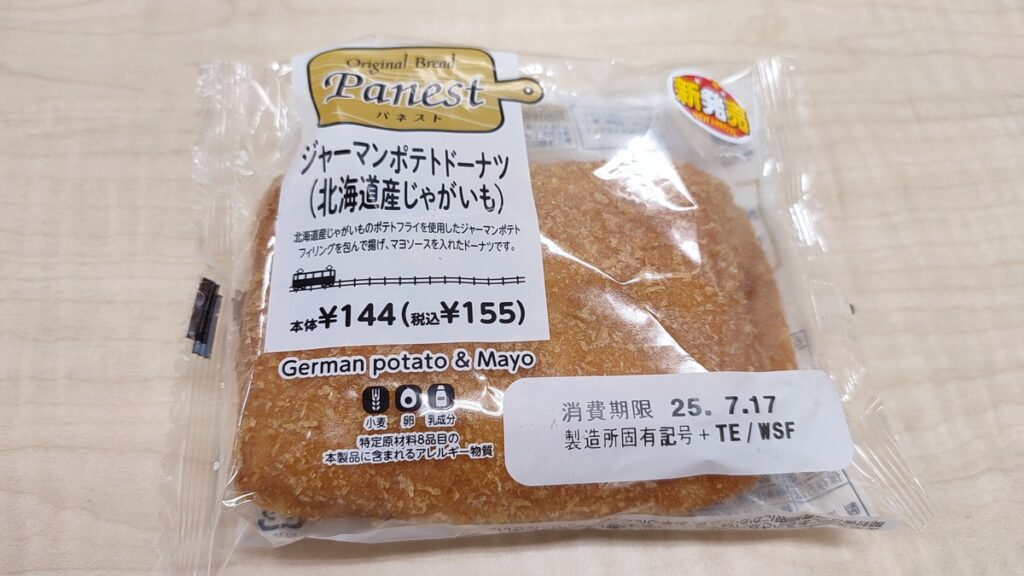 Original Bread
Panest
パネスト
新発売
ジャーマンポテトドーナツ
(北海道産じゃがいも)
北海道産じゃがいものポテトフライを使用したジャーマンポテト
フィリングを包んで揚げ、マヨソースを入れたドーナツです。
本体¥144(税込¥155)
German potato & Mayo
小麦 卵 乳成分
特定原材料8品目の
本製品に含まれるアレルギー物質
消費期限 25. 7.17
製造所固有記号+TE/WSF